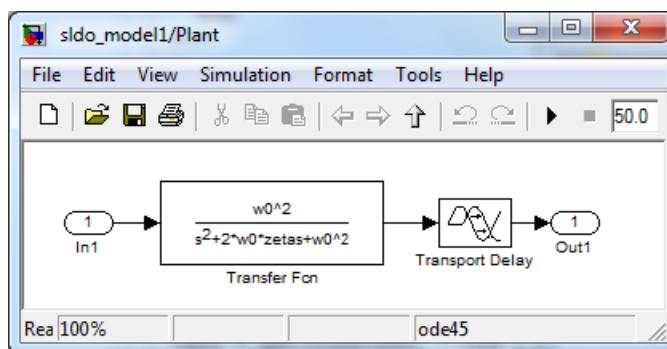 sldo_model1/Plant
File Edit View Simulation Format Tools Help
50.0
w0^2
s2+2*w0*zetas+w0^2
1
In1
Transfer Fcn
Transport Delay
1
Out1
Rea 100% ode45